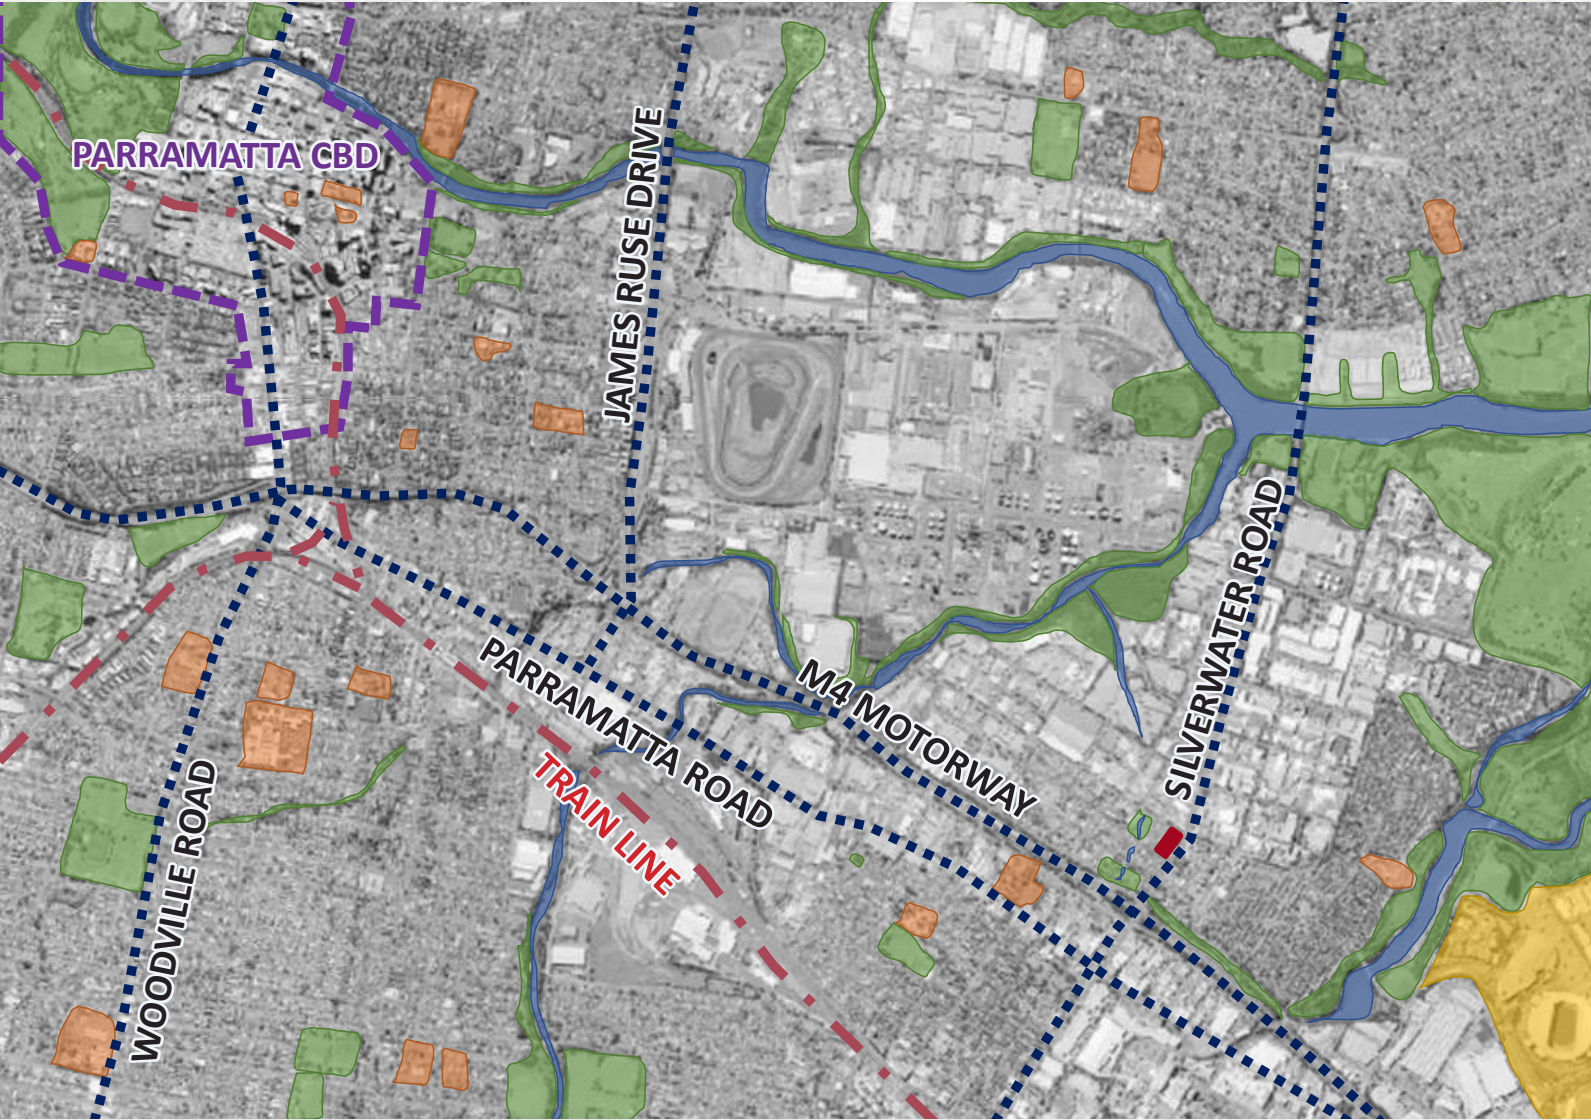 PARRAMATTA CBD
JAMES RUSE DRIVE
SILVERWATER ROAD
M4 MOTORWAY
PARRAMATTA ROAD
TRAIN LINE
WOODVILLE ROAD